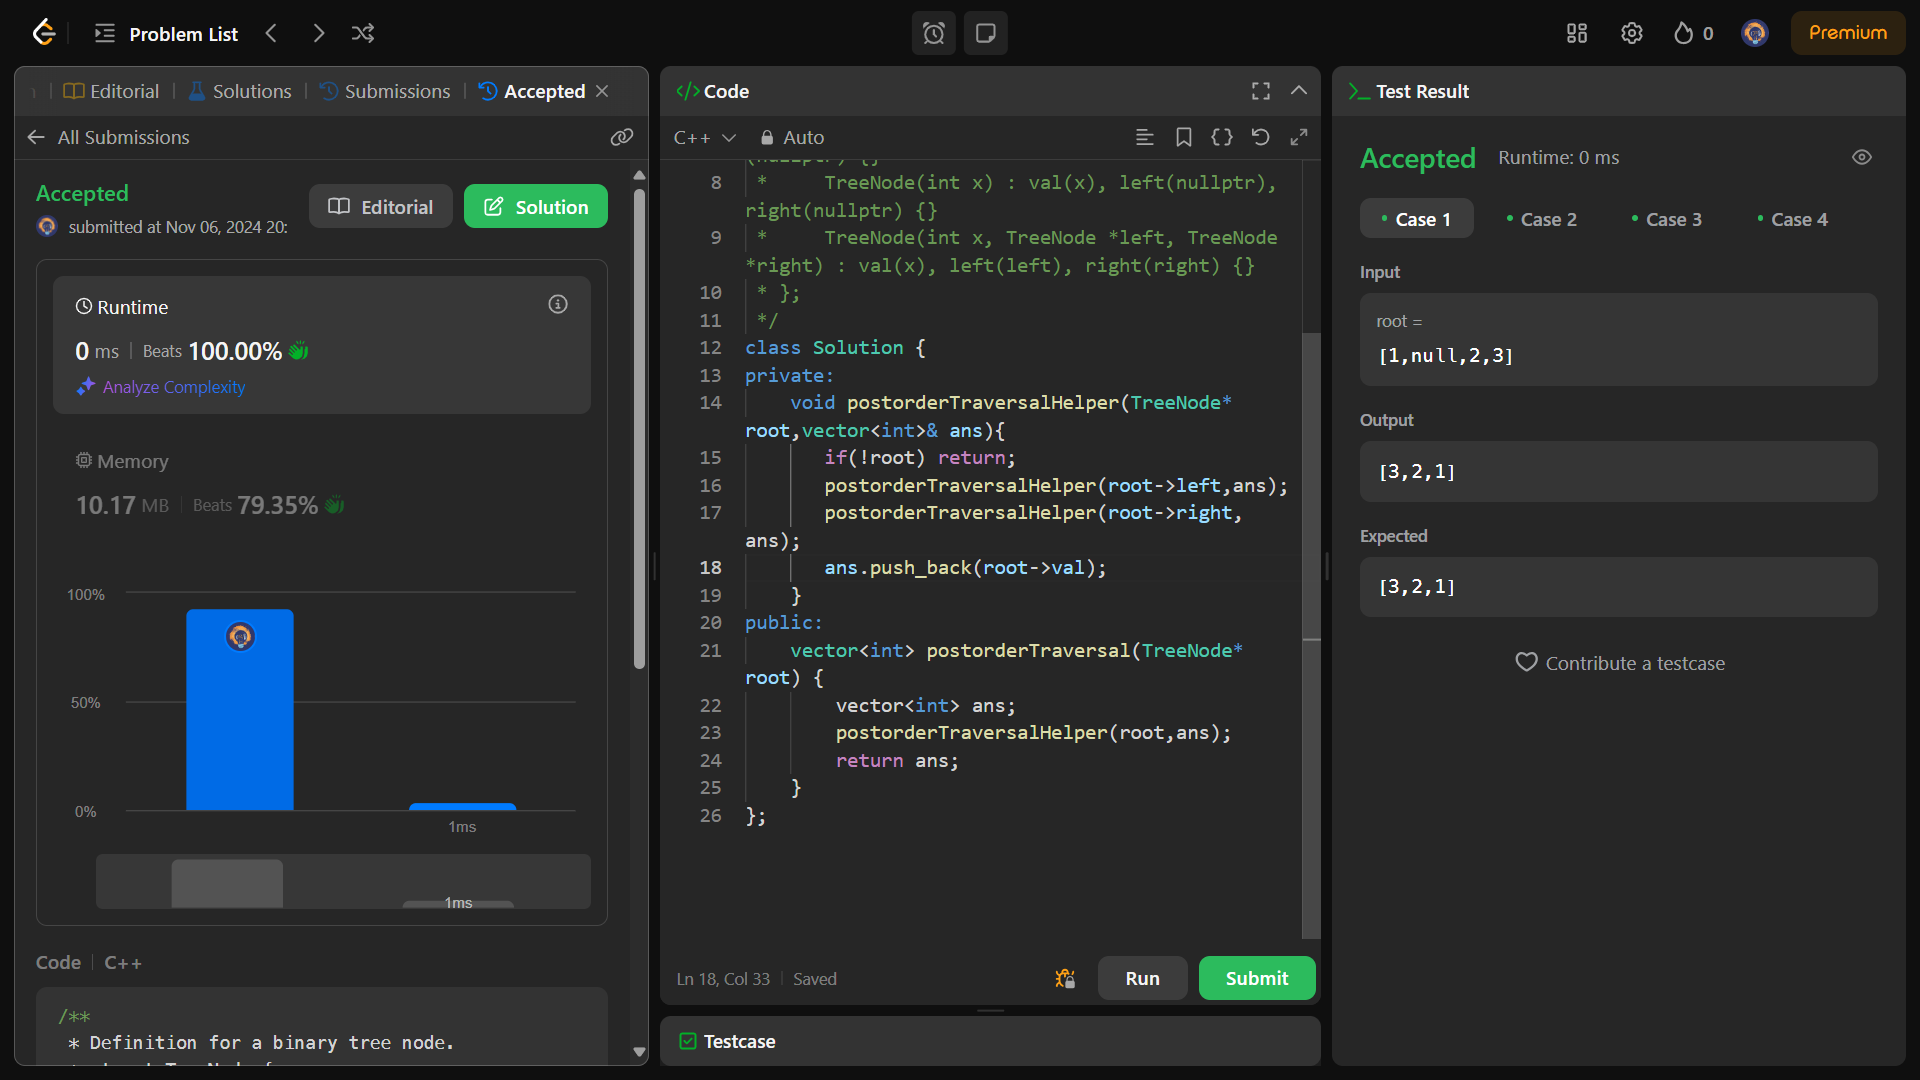 Problem List
0
Premium
Editorial
Solutions
Submissions
Accepted
All Submissions
Accepted
submitted at Nov 06, 2024 20:
Editorial
Solution
Runtime
0 ms
Beats 100.00%
Analyze Complexity
Memory
10.17 MB
Beats 79.35%
100%
50%
0%
1ms
1ms
Code
C++
/**
* Definition for a binary tree node.
</> Code
C++
Auto
8 * TreeNode(int x) : val(x), left(nullptr),
right(nullptr) {}
9 * TreeNode(int x, TreeNode *left, TreeNode
*right) : val(x), left(left), right(right) {}
10 * };
11 */
12 class Solution {
13 private:
14 void postorderTraversalHelper(TreeNode*
root,vector<int>& ans){
15 if(!root) return;
16 postorderTraversalHelper(root->left,ans);
17 postorderTraversalHelper(root->right,
ans);
18 ans.push_back(root->val);
19 }
20 public:
21 vector<int> postorderTraversal(TreeNode*
root) {
22 vector<int> ans;
23 postorderTraversalHelper(root,ans);
24 return ans;
25 }
26 };
Ln 18, Col 33
Saved
Run
Submit
Testcase
Test Result
Accepted
Runtime: 0 ms
Case 1
Case 2
Case 3
Case 4
Input
root =
[1,null,2,3]
Output
[3,2,1]
Expected
[3,2,1]
Contribute a testcase